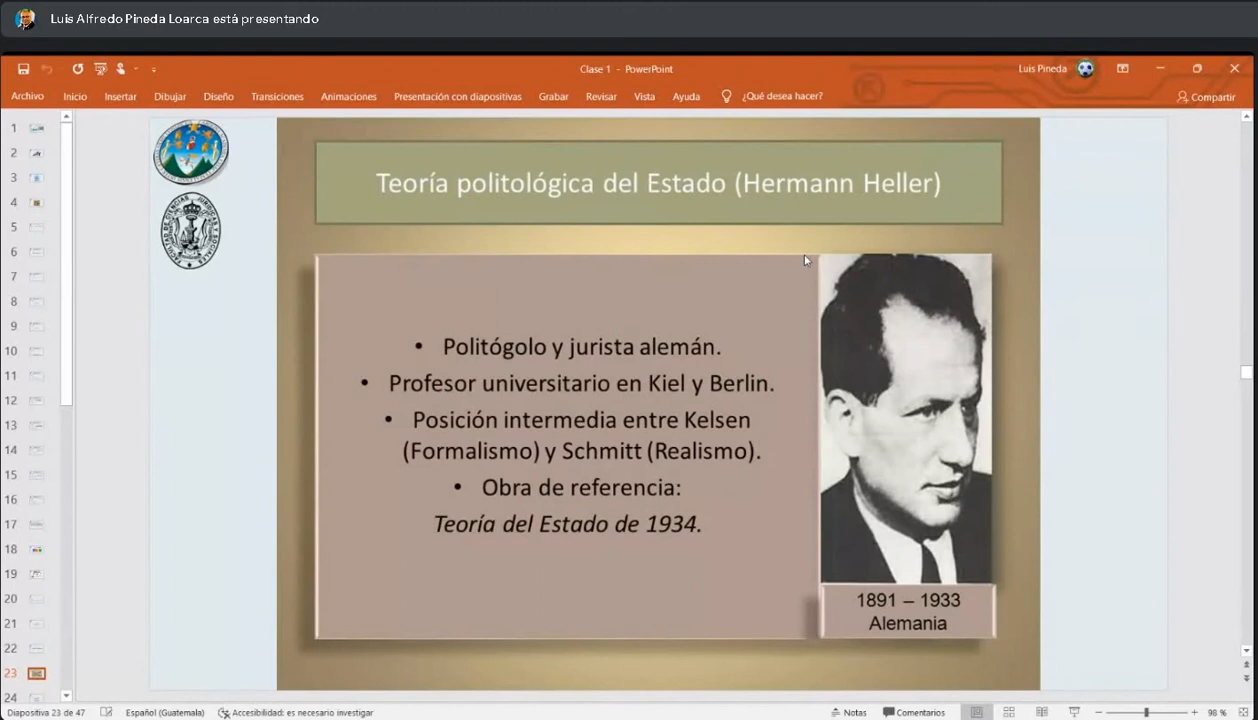 Luis Alfredo Pineda Loarca está presentando
Clase 1 - PowerPoint
Luis Pineda
Archivo Inicio Insertar Dibujar Diseño Transiciones Animaciones Presentación con diapositivas Grabar Revisar Vista Ayuda ¿Qué desea hacer? Compartir
1
2
3
4
5
6
7
8
9
10
11
12
13
14
15
16
17
18
19
20
21
22
23
24
Teoría politológica del Estado (Hermann Heller)
• Politógolo y jurista alemán.
• Profesor universitario en Kiel y Berlin.
• Posición intermedia entre Kelsen
(Formalismo) y Schmitt (Realismo).
• Obra de referencia:
Teoría del Estado de 1934.
1891 – 1933
Alemania
Diapositiva 23 de 47 Español (Guatemala) Accesibilidad: es necesario investigar Notas Comentarios 98 %